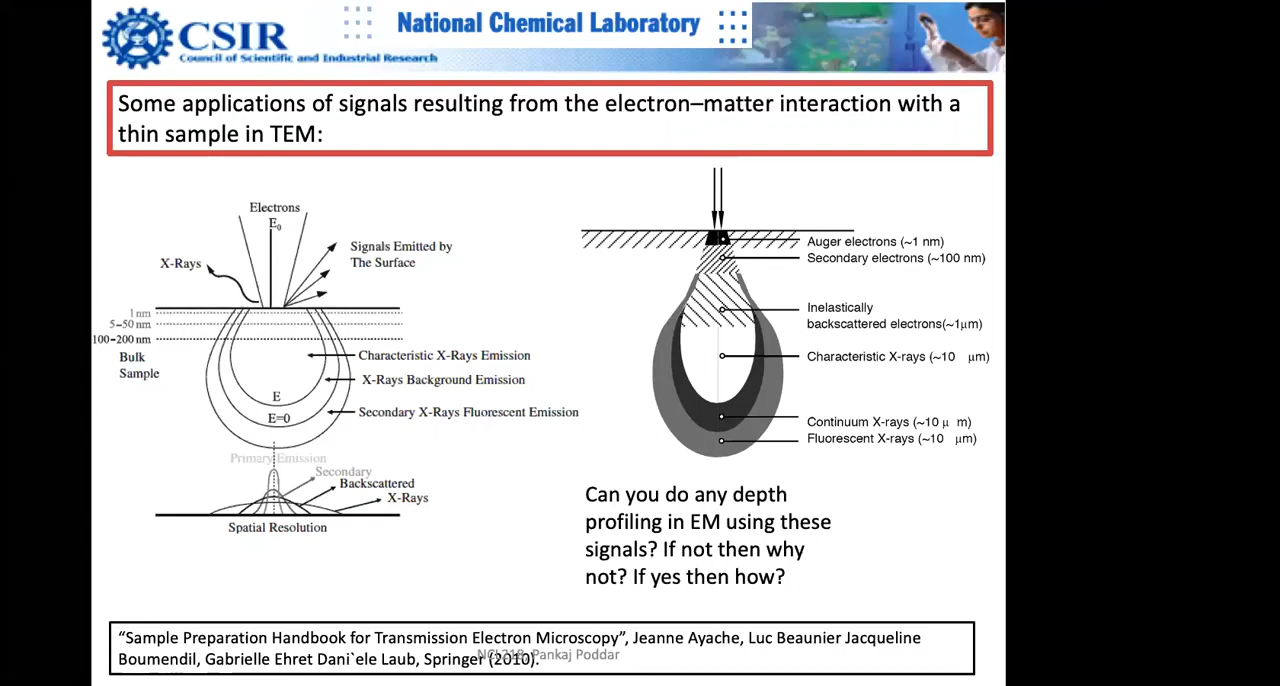 CSIR
Council of Scientific and Industrial Research
National Chemical Laboratory
Some applications of signals resulting from the electron–matter interaction with a
thin sample in TEM:
Electrons
E0
X-Rays
Signals Emitted by
The Surface
1 nm
5–50 nm
100–200 nm
Bulk
Sample
Characteristic X-Rays Emission
X-Rays Background Emission
E
E=0
Secondary X-Rays Fluorescent Emission
Primary Emission
Secondary
Backscattered
X-Rays
Spatial Resolution
Auger electrons (~1 nm)
Secondary electrons (~100 nm)
Inelastically
backscattered electrons(~1μm)
Characteristic X-rays (~10 μm)
Continuum X-rays (~10 μ m)
Fluorescent X-rays (~10 μm)
Can you do any depth
profiling in EM using these
signals? If not then why
not? If yes then how?
“Sample Preparation Handbook for Transmission Electron Microscopy”, Jeanne Ayache, Luc Beaunier Jacqueline
Boumendil, Gabrielle Ehret Dani`ele Laub, Springer (2010).
Pankaj Poddar